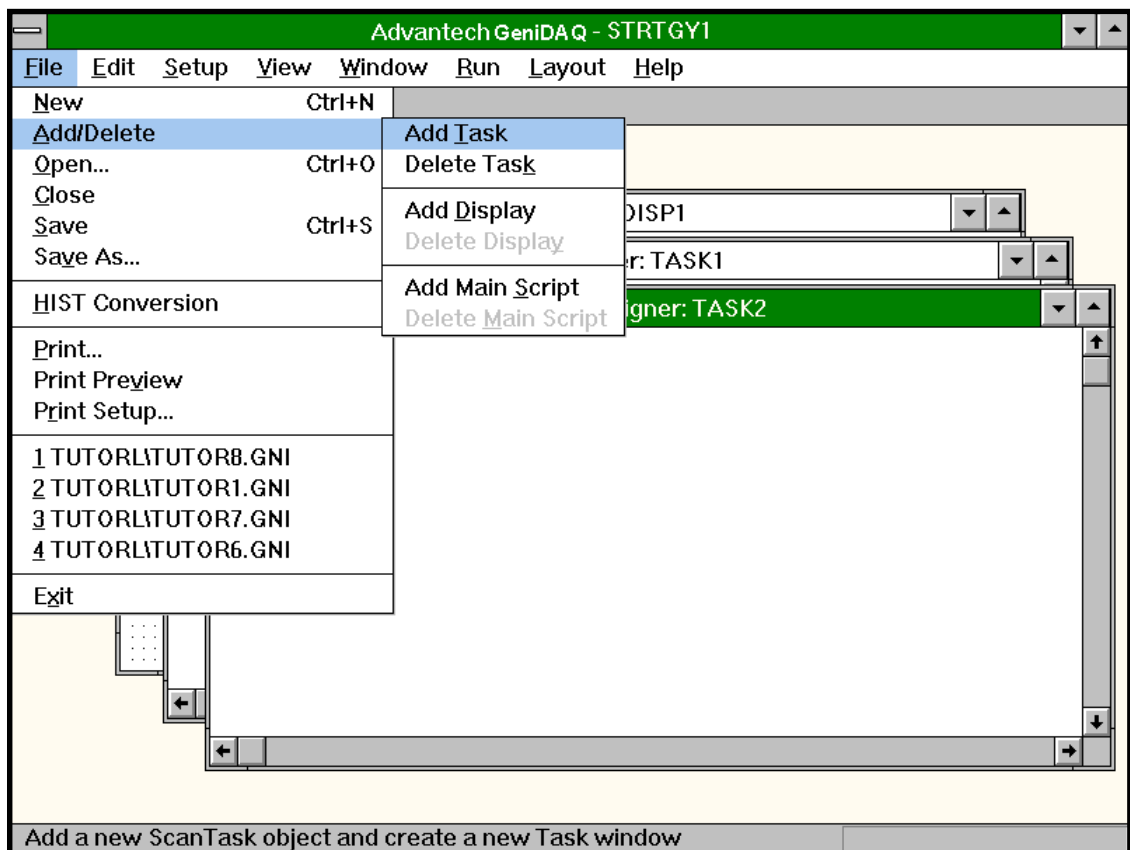 Advantech GeniDAQ - STRTGY1
File Edit Setup View Window Run Layout Help
New Ctrl+N
Add/Delete
Open... Ctrl+O
Close
Save Ctrl+S
Save As...
HIST Conversion
Print...
Print Preview
Print Setup...
1 TUTORL\TUTOR8.GNI
2 TUTORL\TUTOR1.GNI
3 TUTORL\TUTOR7.GNI
4 TUTORL\TUTOR6.GNI
Exit
Add Task
Delete Task
Add Display
Delete Display
Add Main Script
Delete Main Script
DISP1
r: TASK1
igner: TASK2
Add a new ScanTask object and create a new Task window